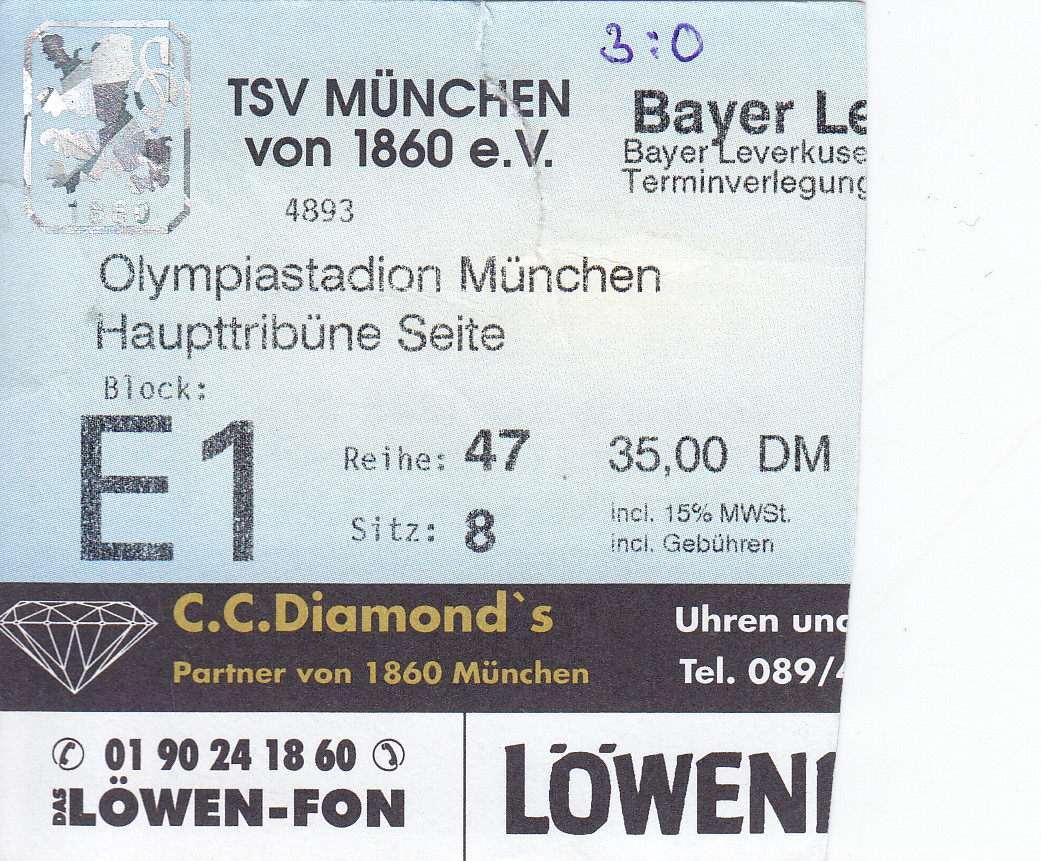 3:0
TSV MÜNCHEN
von 1860 e.V.
4893
1860
Bayer Le
Bayer Leverkuse
Terminverlegung
Olympiastadion München
Haupttribüne Seite
Block:
E1
Reihe: 47
Sitz: 8
35,00 DM
incl. 15% MWSt.
incl. Gebühren
C.C.Diamond`s
Partner von 1860 München
Uhren und
Tel. 089/4
01 90 24 18 60
DAS LÖWEN-FON
LÖWEN